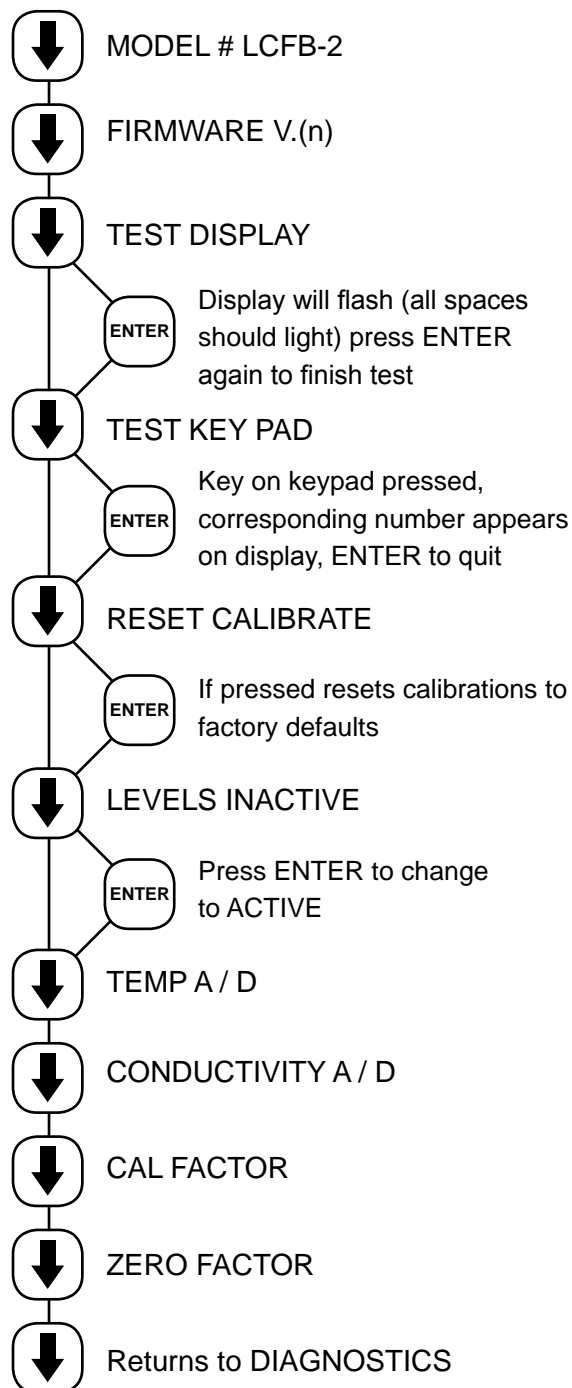 MODEL # LCFB-2
FIRMWARE V.(n)
TEST DISPLAY
ENTER
Display will flash (all spaces
should light) press ENTER
again to finish test
TEST KEY PAD
ENTER
Key on keypad pressed,
corresponding number appears
on display, ENTER to quit
RESET CALIBRATE
ENTER
If pressed resets calibrations to
factory defaults
LEVELS INACTIVE
ENTER
Press ENTER to change
to ACTIVE
TEMP A / D
CONDUCTIVITY A / D
CAL FACTOR
ZERO FACTOR
Returns to DIAGNOSTICS